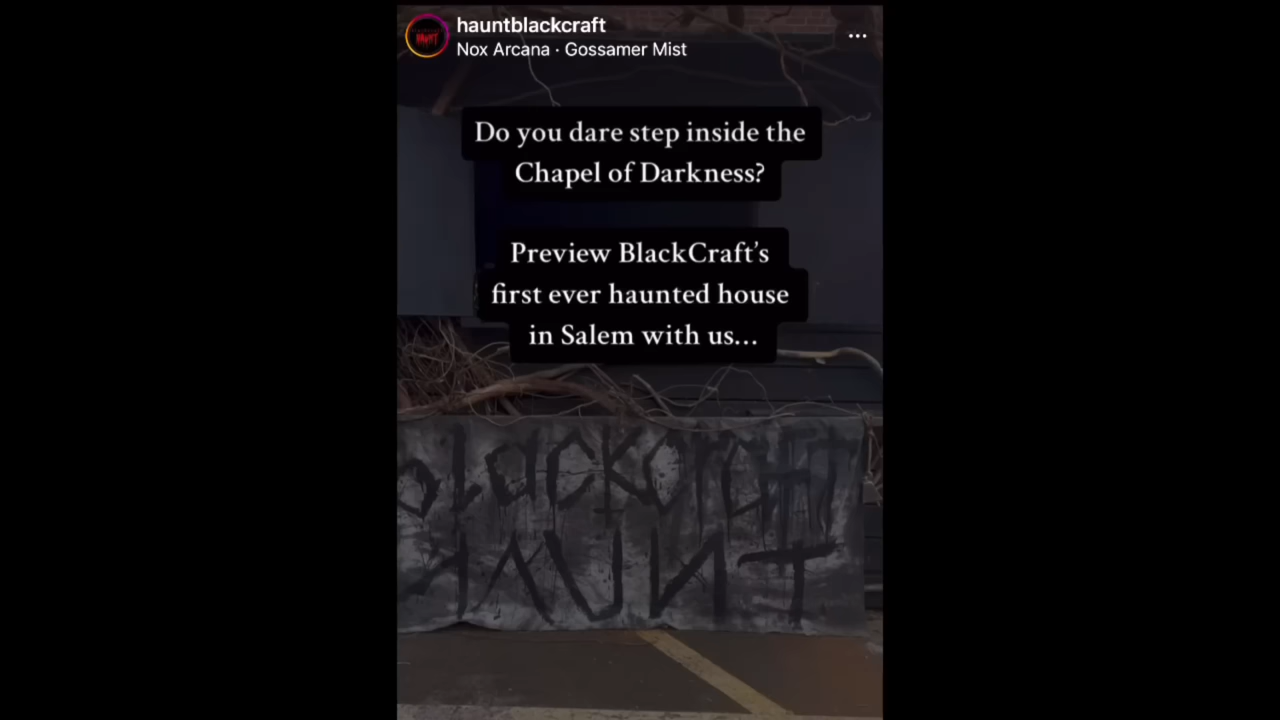 hauntblackcraft
Nox Arcana · Gossamer Mist
Do you dare step inside the
Chapel of Darkness?
Preview BlackCraft’s
first ever haunted house
in Salem with us...
blackcraft
HAUNT